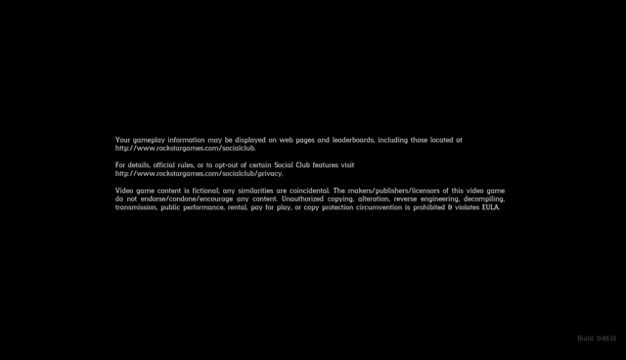 Your gameplay information may be displayed on web pages and leaderboards, including those located at
http://www.rockstargames.com/socialclub.
For details, official rules, or to opt-out of certain Social Club features visit
http://www.rockstargames.com/socialclub/privacy.
Video game content is fictional; any similarities are coincidental. The makers/publishers/licensors of this video game
do not endorse/condone/encourage any content. Unauthorized copying, alteration, reverse engineering, decompiling,
transmission, public performance, rental, pay for play, or copy protection circumvention is prohibited & violates EULA.
Build